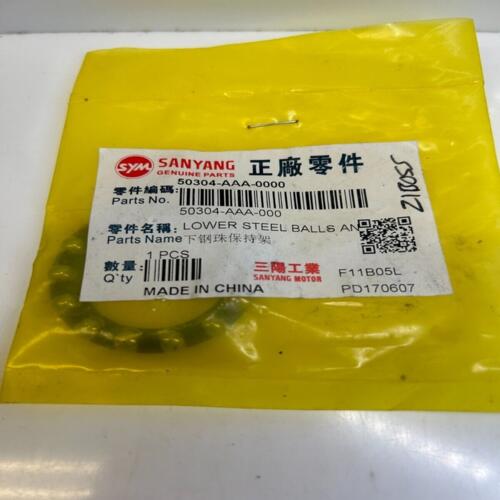 SYM SANYANG 正廠零件
GENUINE PARTS
零件編碼: 50304-AAA-0000
Parts No.
50304-AAA-000
零件名稱: LOWER STEEL BALLS AN
Parts Name 下钢珠保持架
數量: 1 PCS
Q'ty
三陽工業 F11B05L
SANYANG MOTOR
MADE IN CHINA PD170607